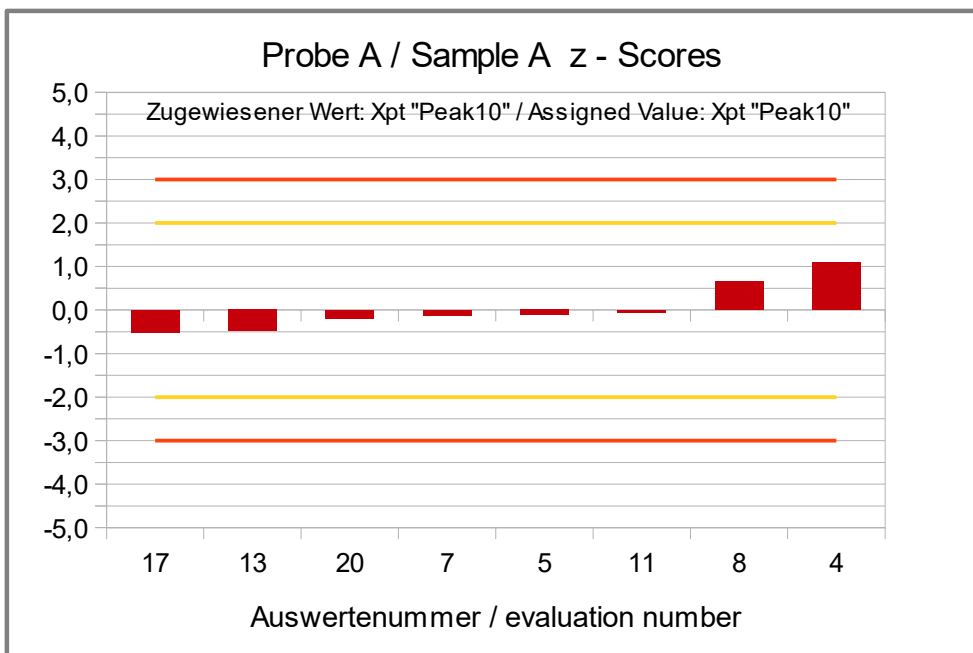 Probe A / Sample A z - Scores
Zugewiesener Wert: Xpt "Peak10" / Assigned Value: Xpt "Peak10"
5,0
4,0
3,0
2,0
1,0
0,0
-1,0
-2,0
-3,0
-4,0
-5,0
17 13 20 7 5 11 8 4
Auswertenummer / evaluation number